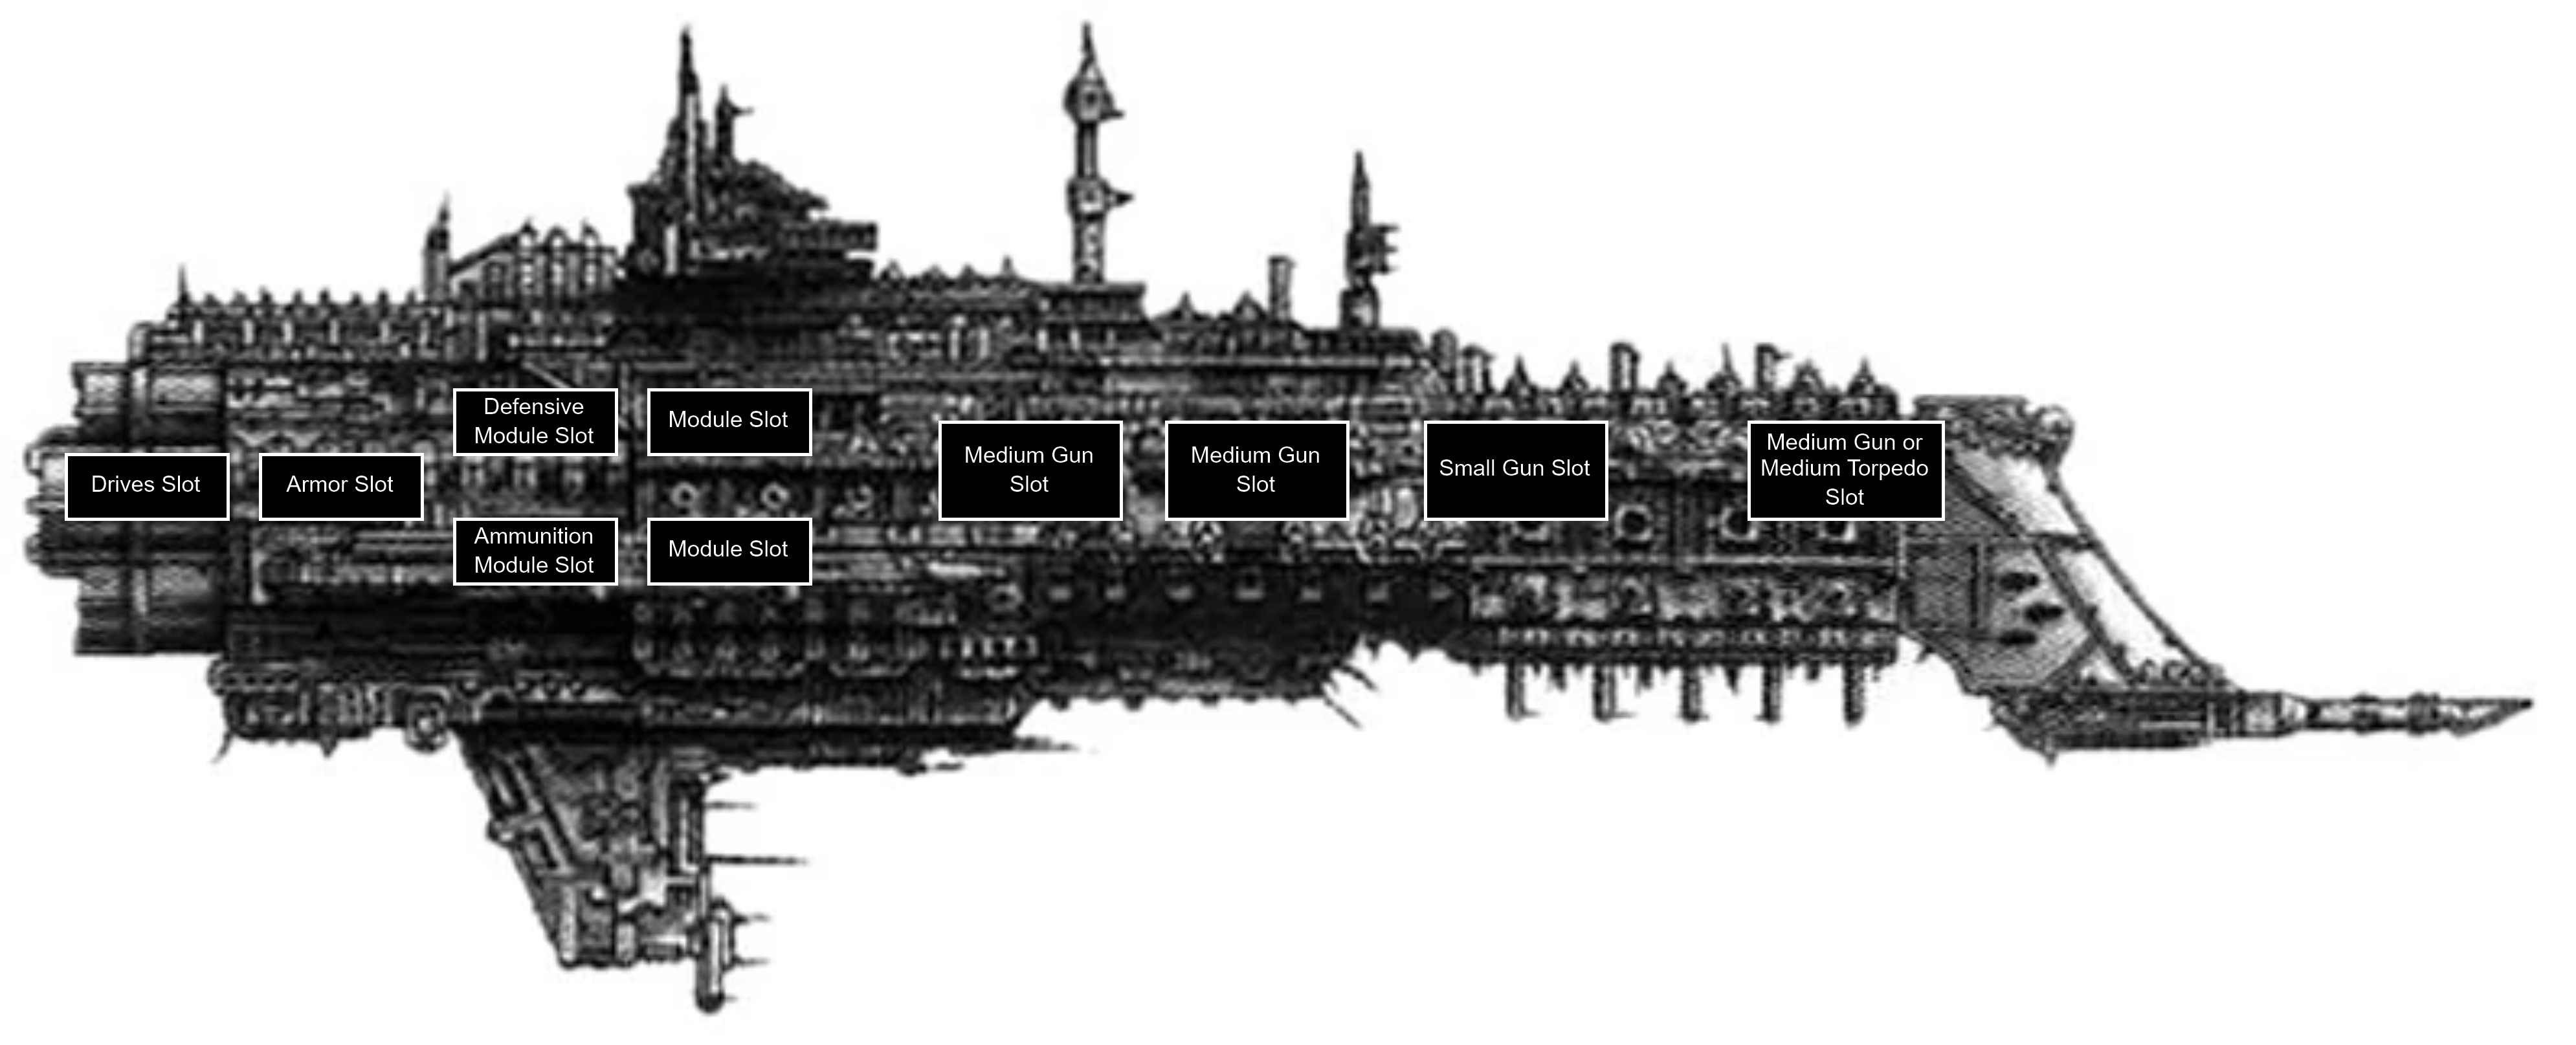 Drives Slot
Armor Slot
Defensive
Module Slot
Ammunition
Module Slot
Module Slot
Module Slot
Medium Gun
Slot
Medium Gun
Slot
Small Gun Slot
Medium Gun or
Medium Torpedo
Slot